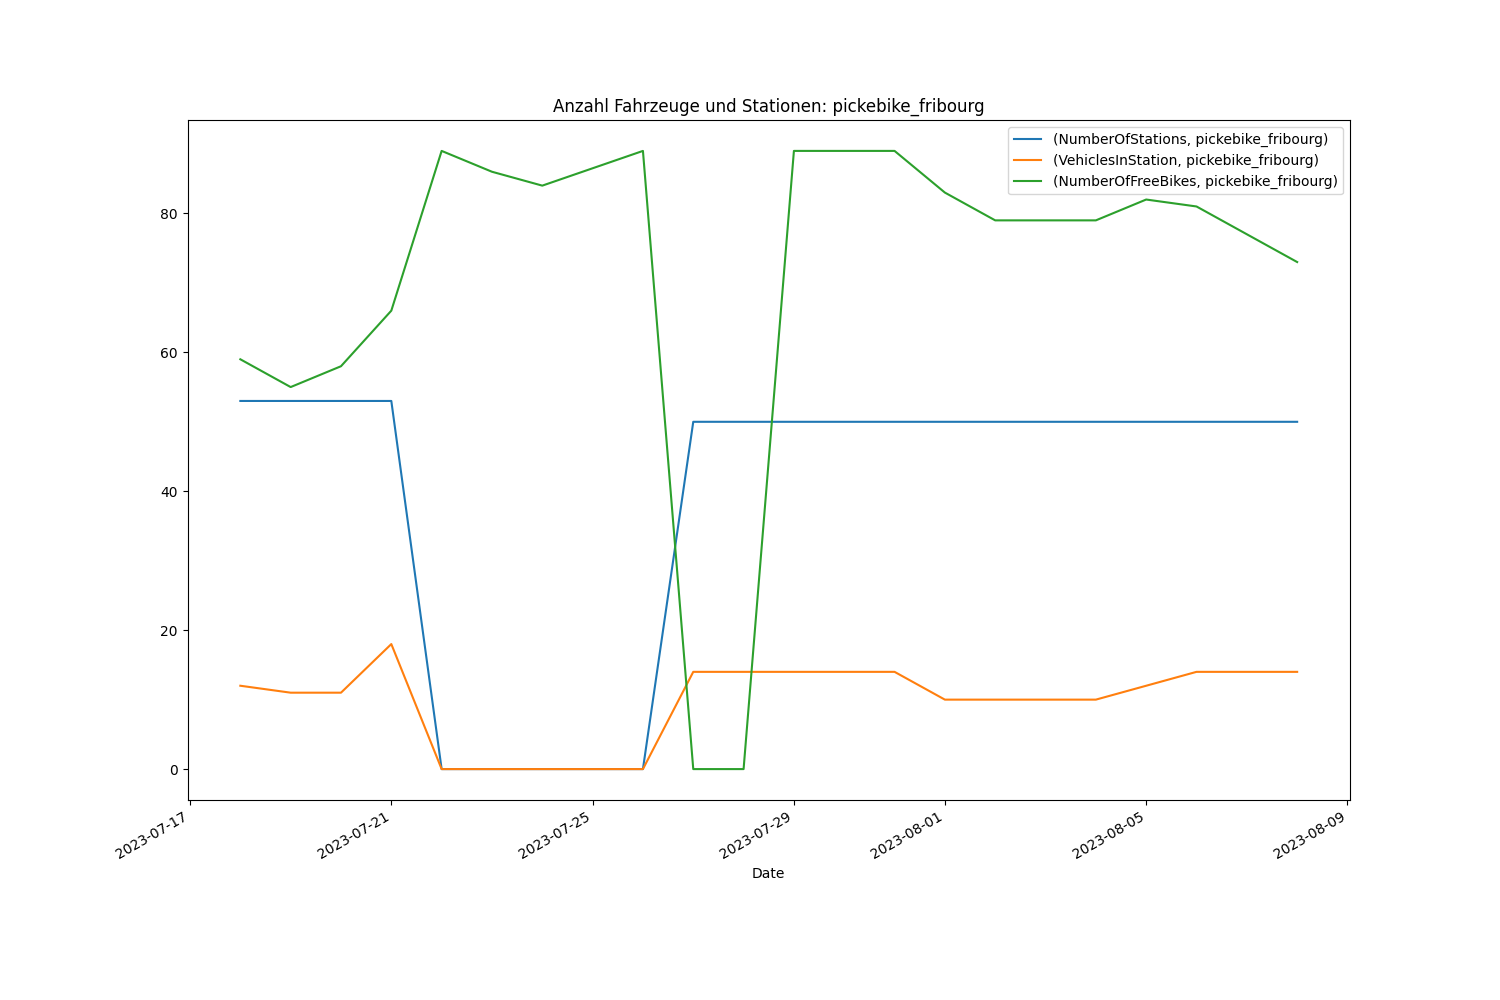 Anzahl Fahrzeuge und Stationen: pickebike_fribourg
(NumberOfStations, pickebike_fribourg)
(VehiclesInStation, pickebike_fribourg)
(NumberOfFreeBikes, pickebike_fribourg)
80
60
40
20
0
2023-07-17
2023-07-21
2023-07-25
2023-07-29
2023-08-01
2023-08-05
2023-08-09
Date